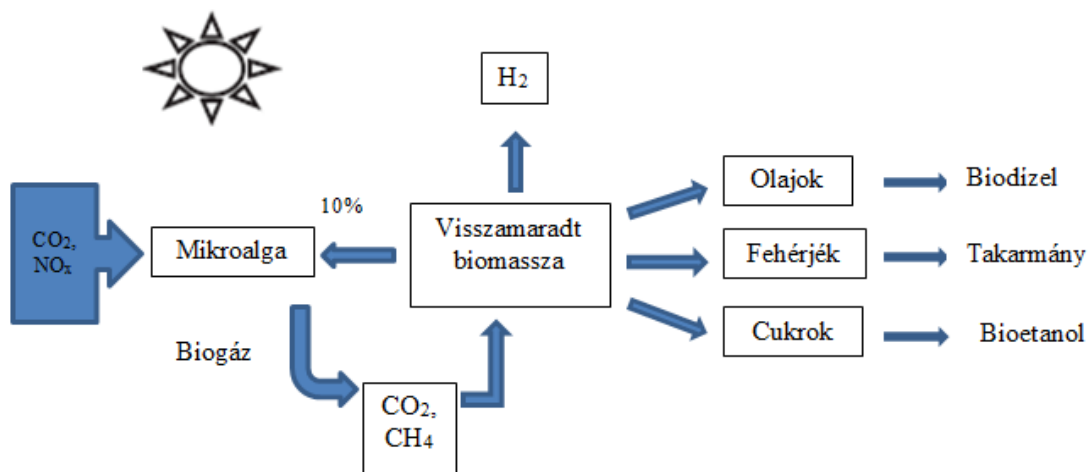 H₂
Olajok
Biodízel
10%
CO₂,
NOₓ
Mikroalga
Visszamaradt
biomassza
Fehérjék
Takarmány
Cukrok
Bioetanol
Biogáz
CO₂,
CH₄